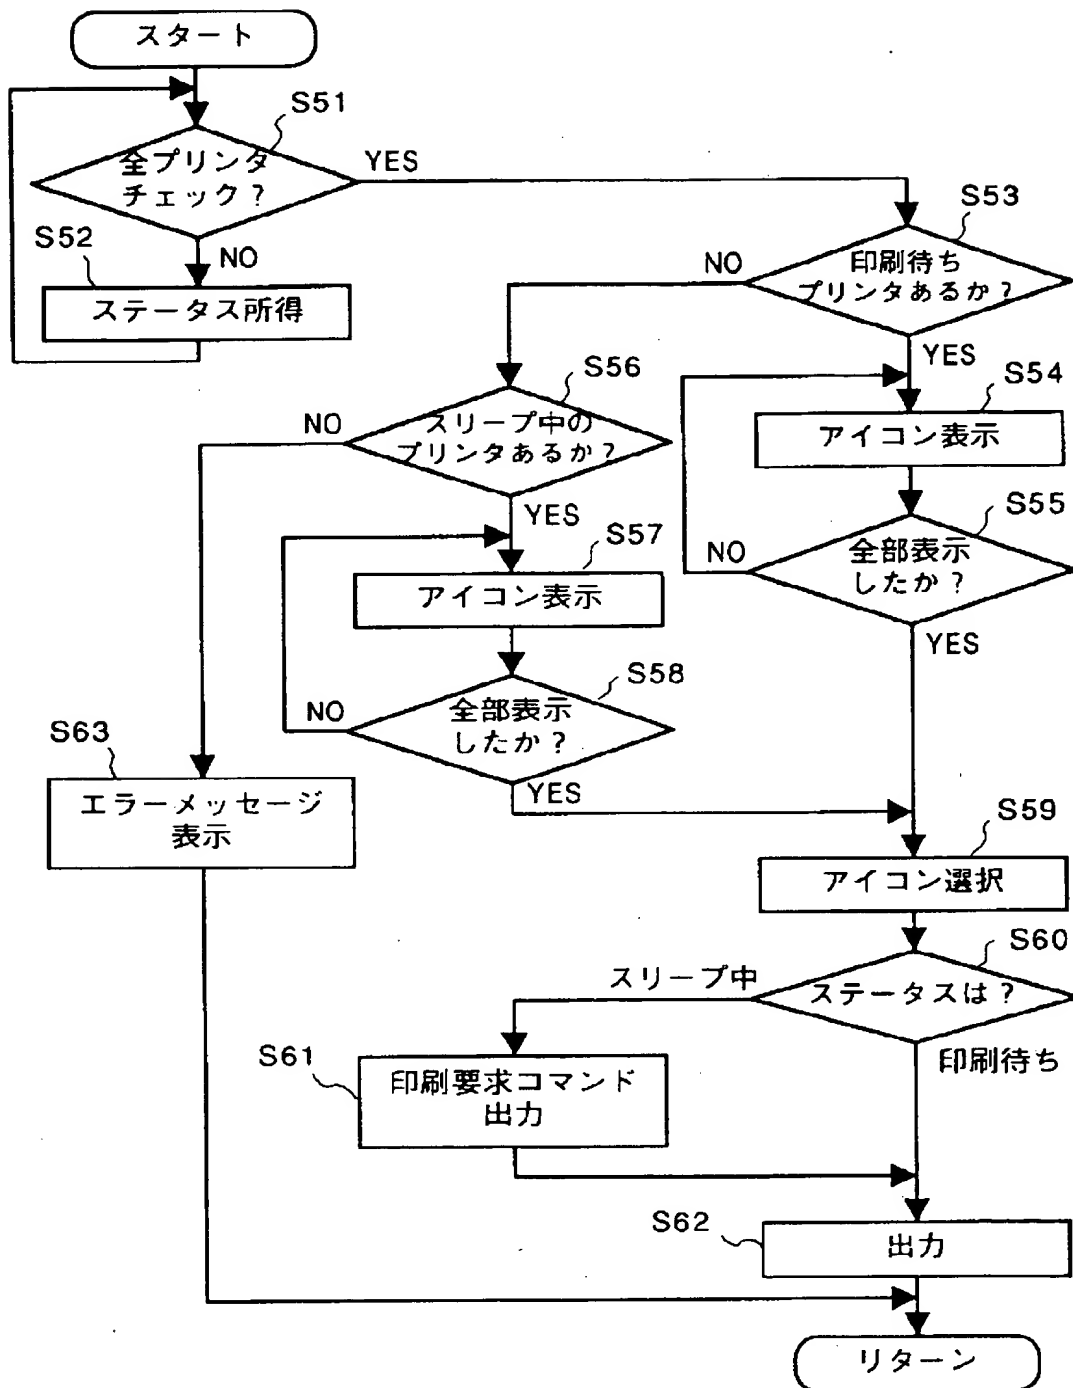 スタート
S51
全プリンタ
チェック？
YES
S52
NO
ステータス所得
S53
印刷待ち
プリンタあるか？
NO
YES
S54
アイコン表示
S55
全部表示
したか？
NO
YES
S56
スリープ中の
プリンタあるか？
NO
YES
S57
アイコン表示
S58
全部表示
したか？
NO
YES
S63
エラーメッセージ
表示
S59
アイコン選択
S60
ステータスは？
スリープ中
印刷待ち
S61
印刷要求コマンド
出力
S62
出力
リターン